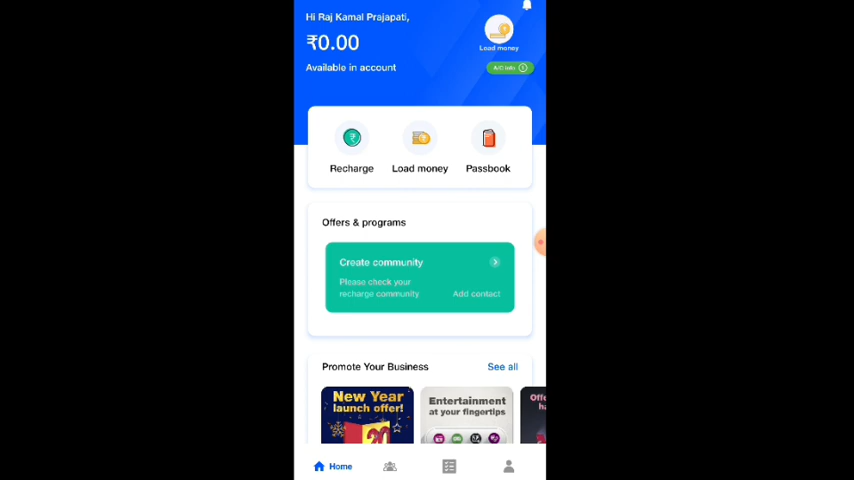 Hi Raj Kamal Prajapati,
₹0.00
Load money
Available in account
A/C Info
Recharge
Load money
Passbook
Offers & programs
Create community
Please check your
recharge community
Add contact
Promote Your Business
See all
New Year
launch offer!
Entertainment
at your fingertips
Home